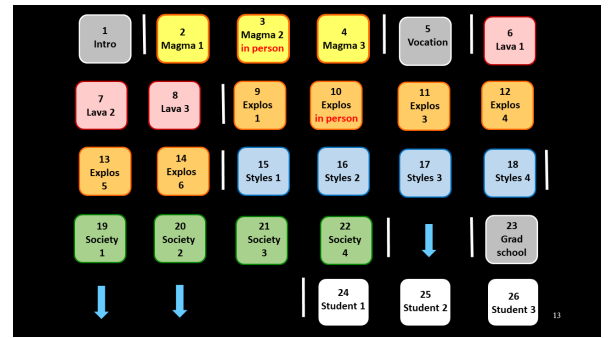 1
Intro
2
Magma 1
3
Magma 2
in person
4
Magma 3
5
Vocation
6
Lava 1
7
Lava 2
8
Lava 3
9
Explos
1
10
Explos
in person
11
Explos
3
12
Explos
4
13
Explos
5
14
Explos
6
15
Styles 1
16
Styles 2
17
Styles 3
18
Styles 4
19
Society
1
20
Society
2
21
Society
3
22
Society
4
23
Grad
school
24
Student 1
25
Student 2
26
Student 3
13